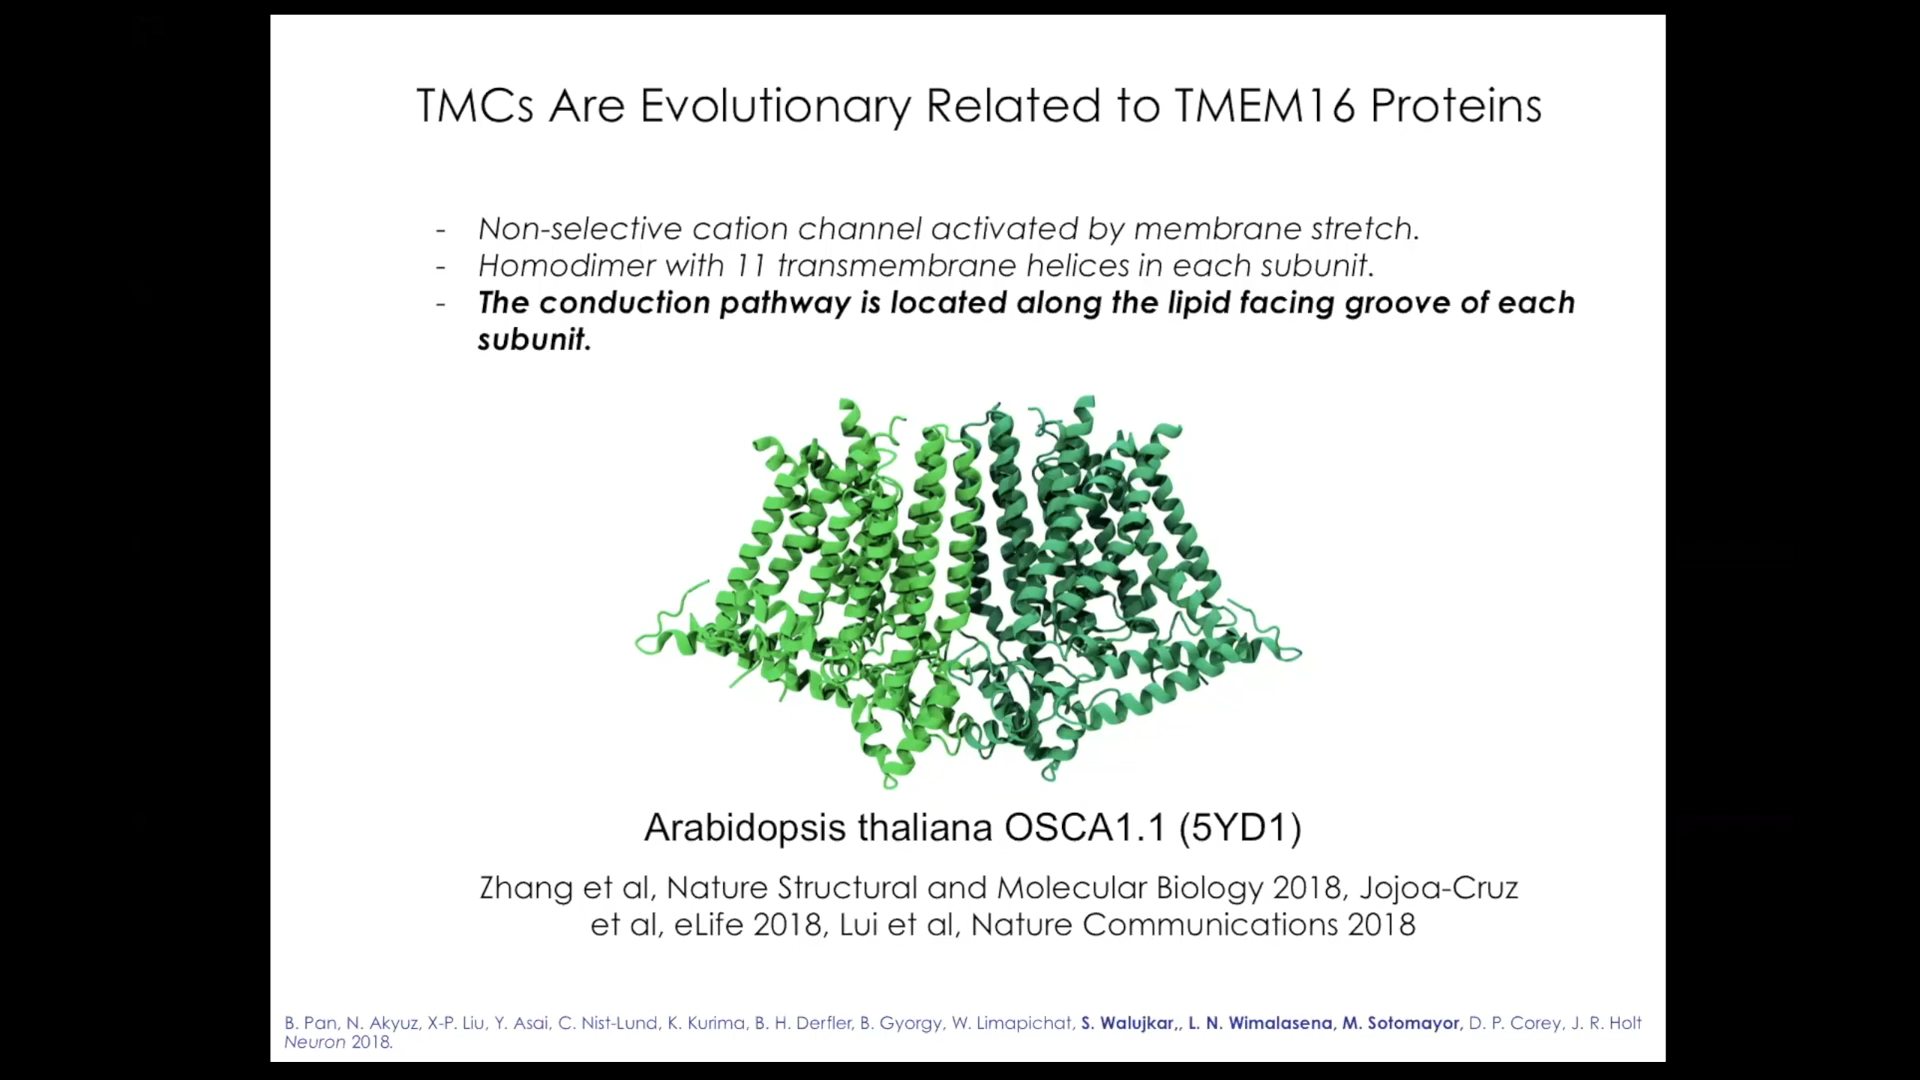 TMCs Are Evolutionary Related to TMEM16 Proteins
- Non-selective cation channel activated by membrane stretch.
- Homodimer with 11 transmembrane helices in each subunit.
- The conduction pathway is located along the lipid facing groove of each
subunit.
Arabidopsis thaliana OSCA1.1 (5YD1)
Zhang et al, Nature Structural and Molecular Biology 2018, Jojoa-Cruz
et al, eLife 2018, Lui et al, Nature Communications 2018
B. Pan, N. Akyuz, X-P. Liu, Y. Asai, C. Nist-Lund, K. Kurima, B. H. Derfler, B. Gyorgy, W. Limapichat, S. Walujkar,, L. N. Wimalasena, M. Sotomayor, D. P. Corey, J. R. Holt
Neuron 2018.